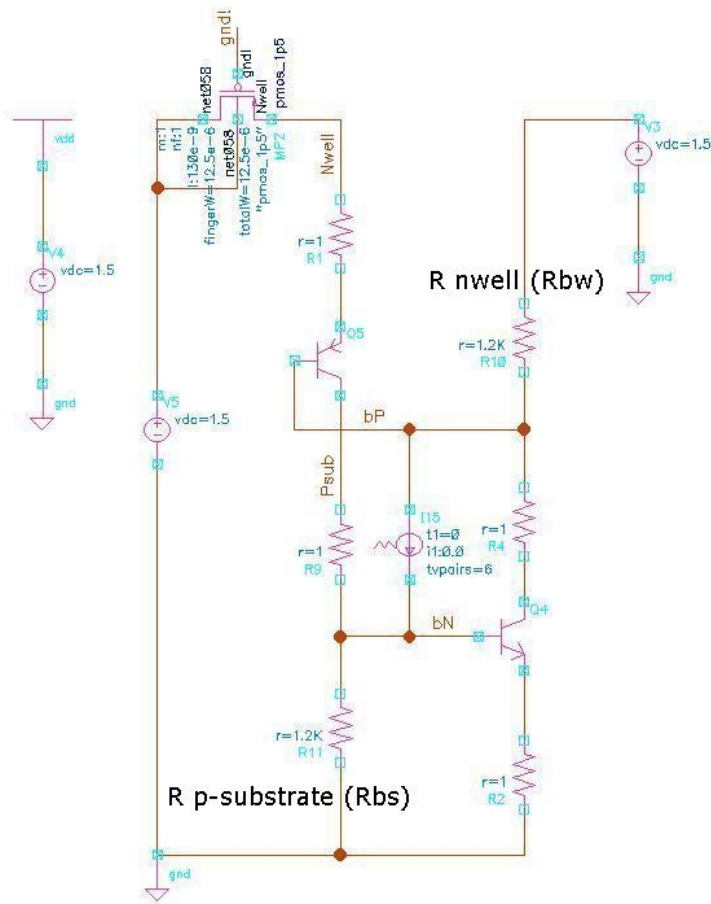 gnd!
net058
gnd!
Nwell
pmos_1p5
m:1
nf:1
l:130e-9
fingerW=12.5e-6
net058
totalW=12.5e-6
"pmos_1p5"
MP2
vdd
V4
vdc=1.5
gnd
Nwell
r=1
R1
V3
vdc=1.5
gnd
R nwell (Rbw)
r=1.2K
R10
Q5
V5
vdc=1.5
bP
Psub
r=1
R9
I15
t1=0
i1:0.0
tvpairs=6
r=1
R4
Q4
bN
r=1.2K
R11
R p-substrate (Rbs)
r=1
R2
gnd